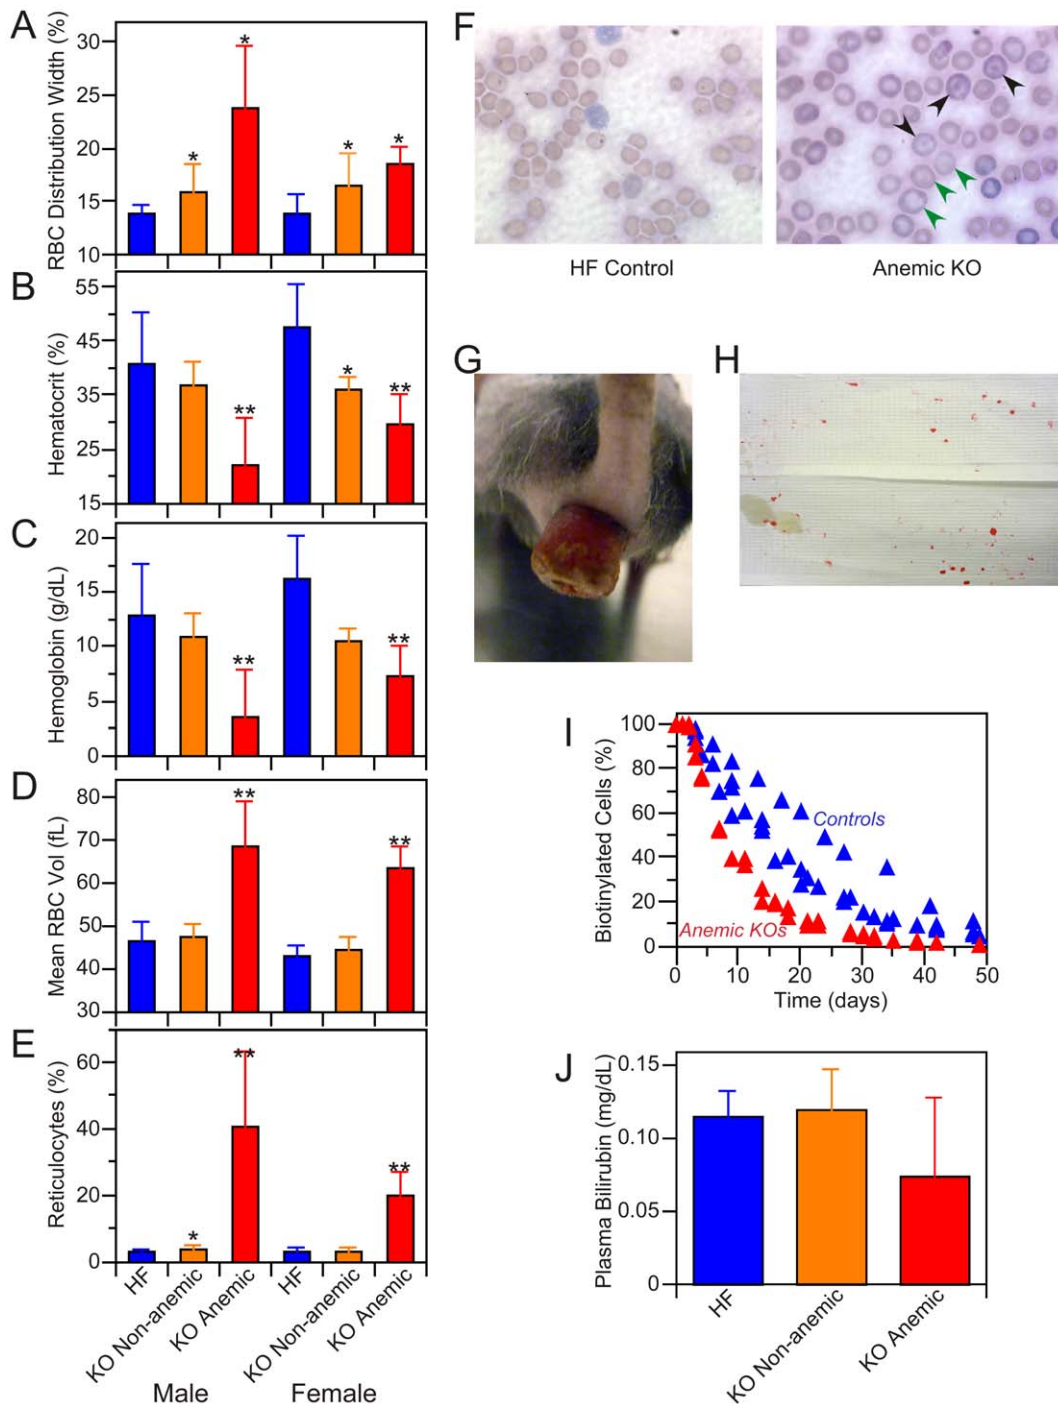 A
RBC Distribution Width (%)
30
25
20
15
10
*
*
*
*
B
Hematocrit (%)
55
45
35
25
15
**
*
**
C
Hemoglobin (g/dL)
20
15
10
5
0
**
**
D
Mean RBC Vol (fL)
80
70
60
50
40
30
**
**
E
Reticulocytes (%)
60
40
20
0
*
**
**
HF
KO Non-anemic
KO Anemic
HF
KO Non-anemic
KO Anemic
Male
Female
F
HF Control
Anemic KO
G
H
I
Biotinylated Cells (%)
100
80
60
40
20
0
Controls
Anemic KOs
0
10
20
30
40
50
Time (days)
J
Plasma Bilirubin (mg/dL)
0.15
0.10
0.05
0
HF
KO Non-anemic
KO Anemic